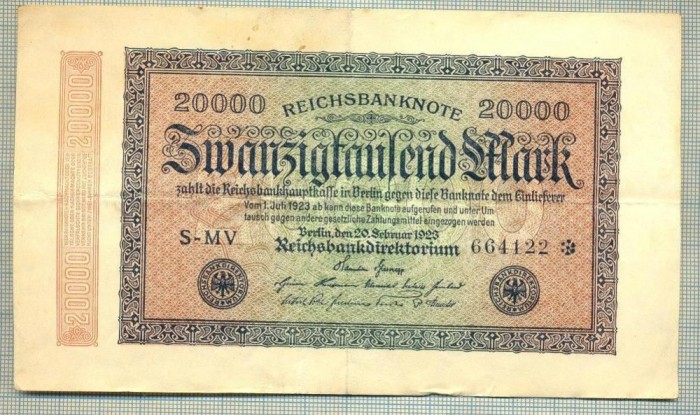 20000 REICHSBANKNOTE 20000
Zwanzigtausend Mark
zahlt die Reichsbankhauptkasse in Berlin gegen diese Banknote dem Einlieferer
Vom 1. Juli 1923 ab kann diese Banknote aufgerufen und unter Um
tausch gegen andere gesetzliche Zahlungsmittel eingezogen werden
Berlin, den 20. Februar 1923
S-MV Reichsbankdirektorium 664122 ✻
20000
20000